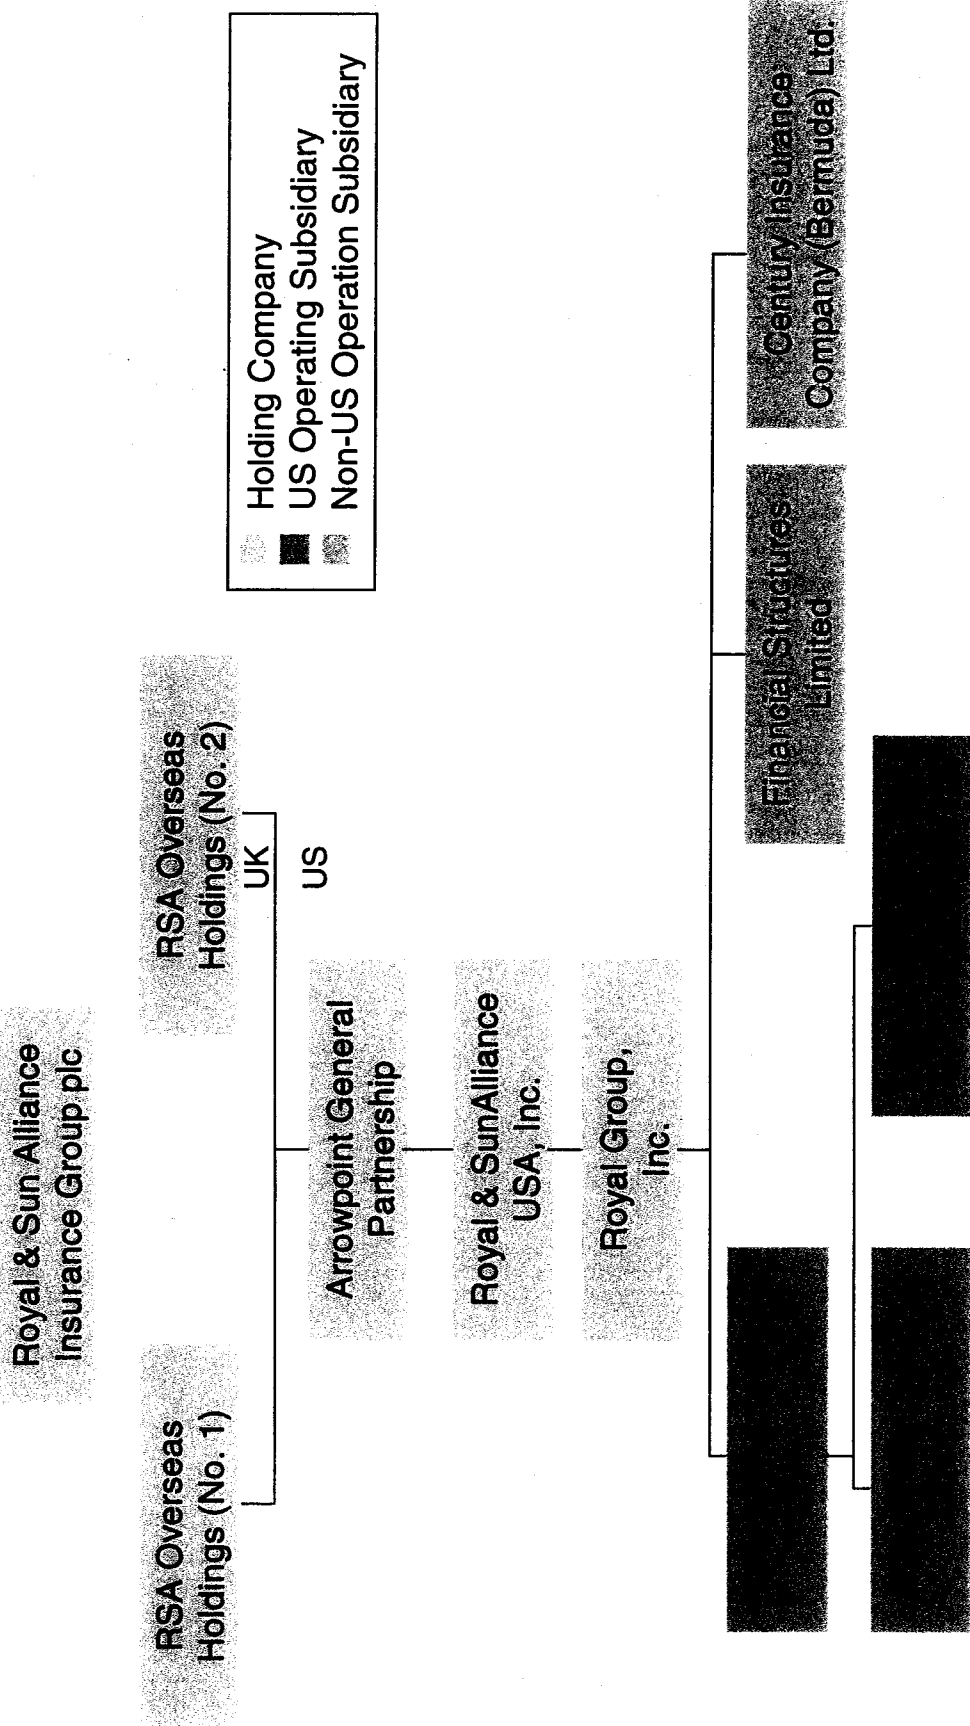 Royal & Sun Alliance
Insurance Group plc
RSA Overseas
Holdings (No. 1)
RSA Overseas
Holdings (No. 2)
UK
US
Holding Company
US Operating Subsidiary
Non-US Operation Subsidiary
Arrowpoint General
Partnership
Royal & SunAlliance
USA, Inc.
Royal Group,
Inc.
Financial Structures
Limited
Century Insurance
Company (Bermuda) Ltd.